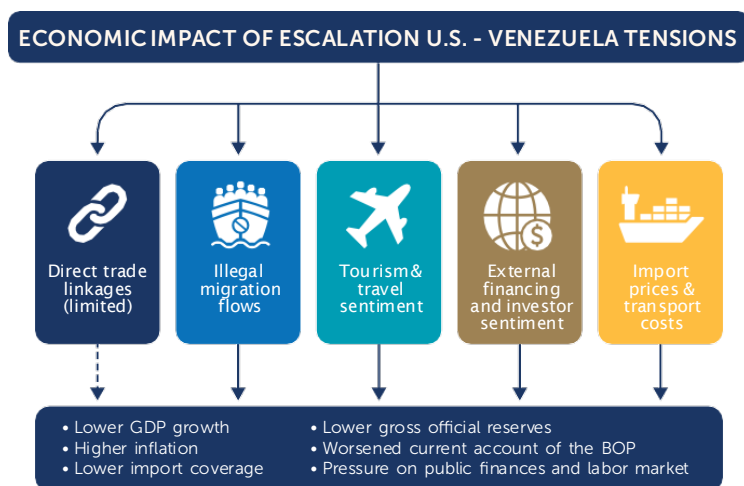 ECONOMIC IMPACT OF ESCALATION U.S. - VENEZUELA TENSIONS
Direct trade
linkages
(limited)
Illegal
migration
flows
Tourism &
travel
sentiment
External
financing
and investor
sentiment
$
Import
prices &
transport
costs
• Lower GDP growth
• Higher inflation
• Lower import coverage
• Lower gross official reserves
• Worsened current account of the BOP
• Pressure on public finances and labor market